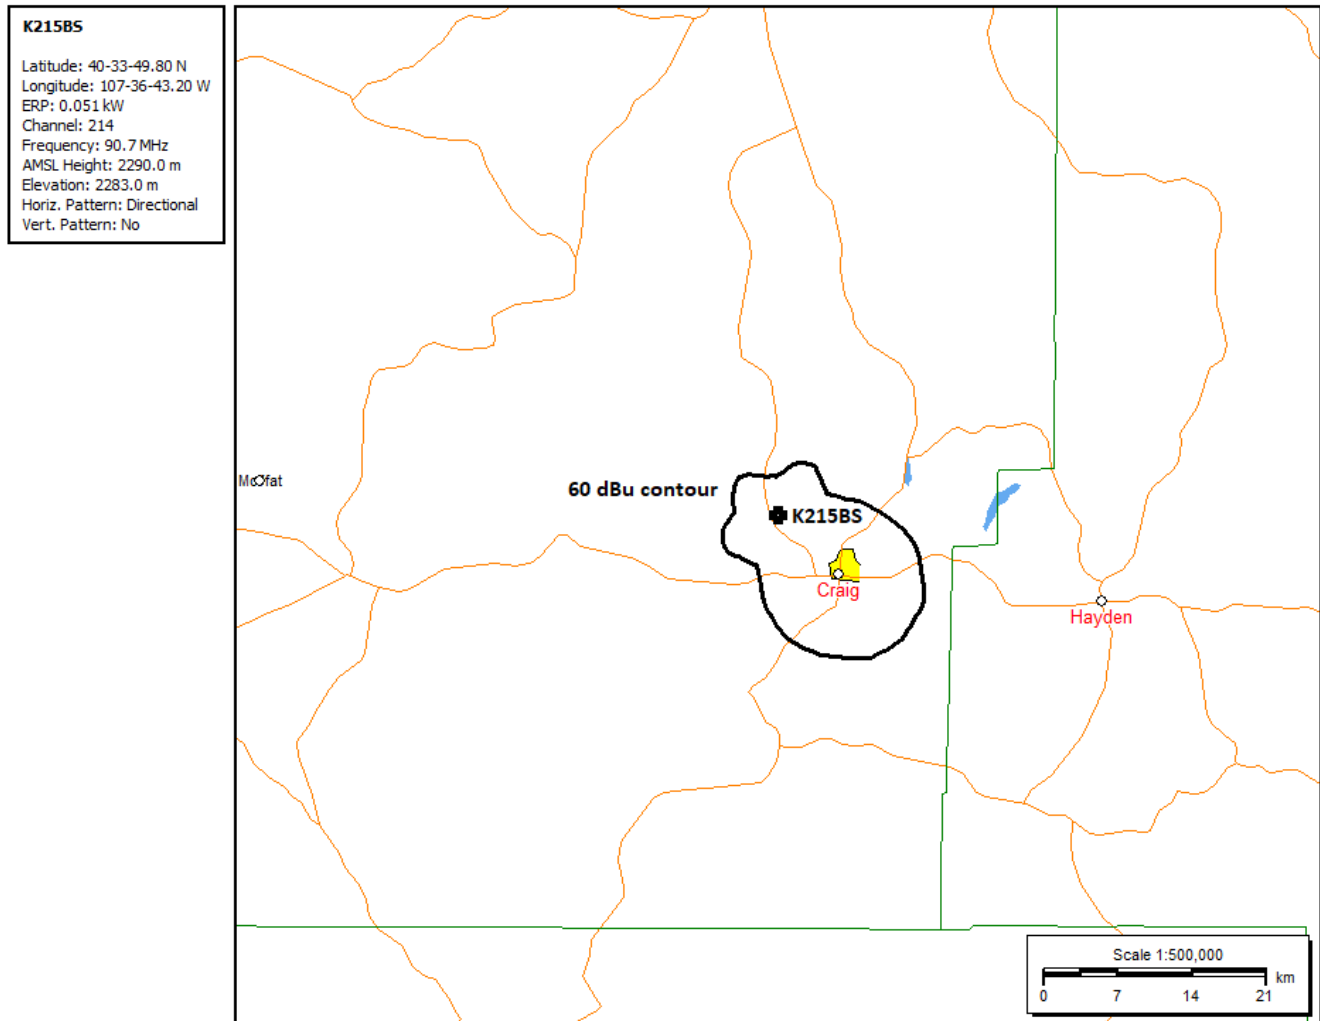 K215BS
Latitude: 40-33-49.80 N
Longitude: 107-36-43.20 W
ERP: 0.051 kW
Channel: 214
Frequency: 90.7 MHz
AMSL Height: 2290.0 m
Elevation: 2283.0 m
Horiz. Pattern: Directional
Vert. Pattern: No
60 dBu contour
K215BS
Craig
Hayden
Scale 1:500,000
km
0 7 14 21